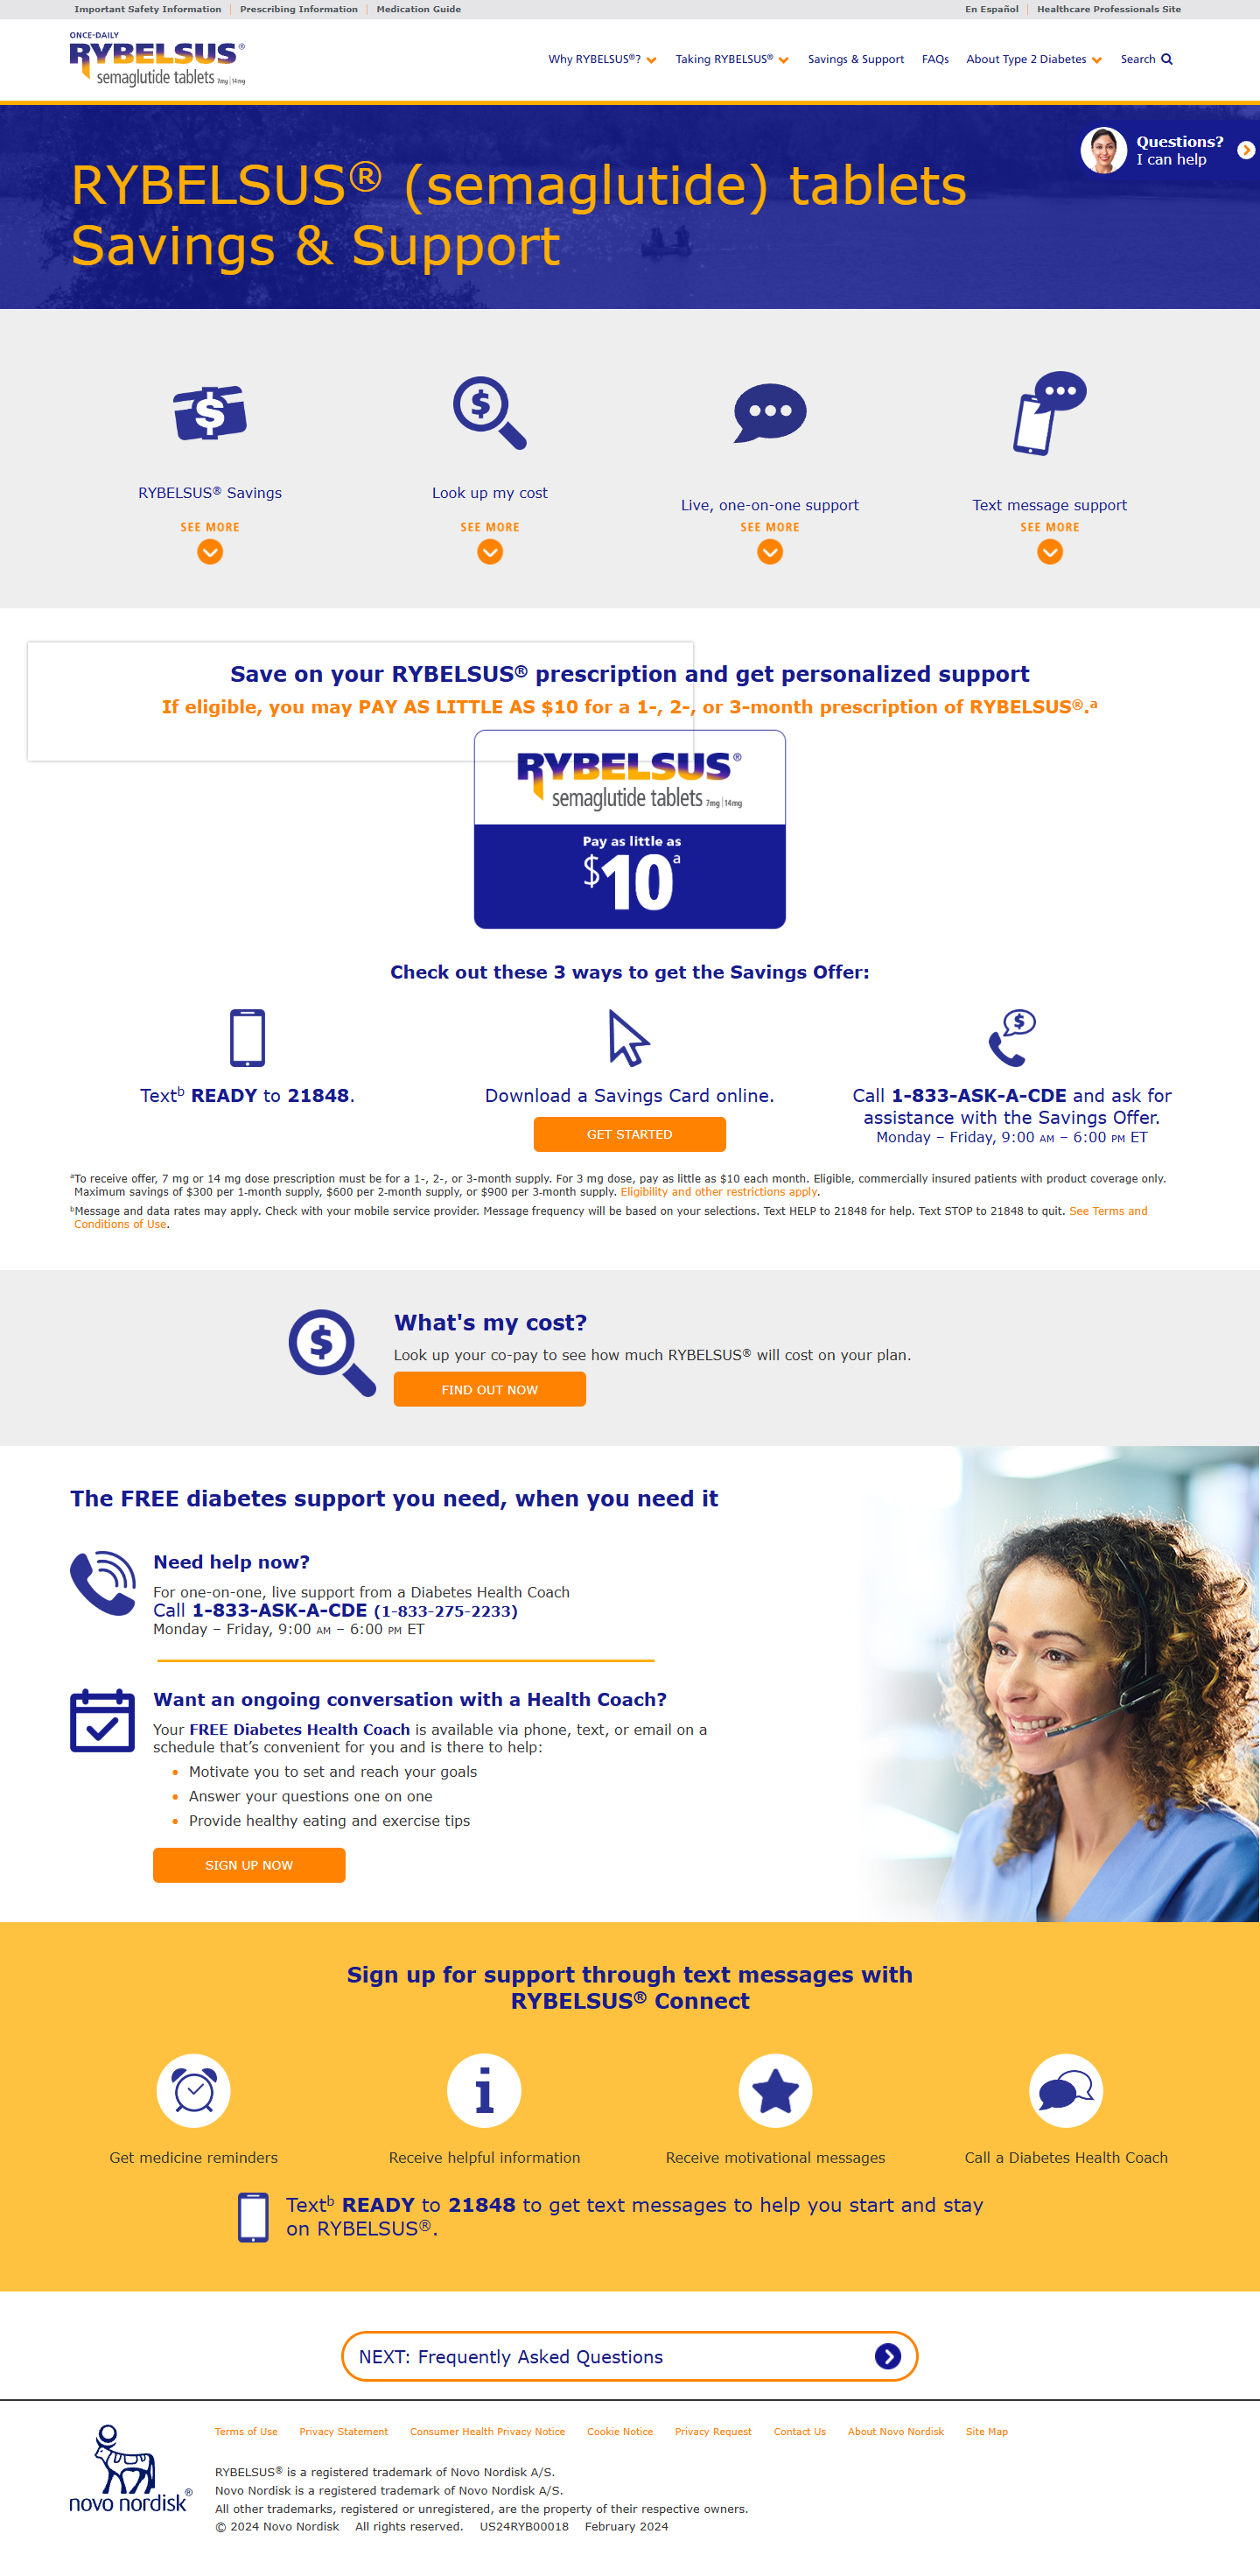 Important Safety Information | Prescribing Information | Medication Guide
En Español | Healthcare Professionals Site
ONCE-DAILY
RYBELSUS®
semaglutide tablets 7mg | 14mg
Why RYBELSUS®? Taking RYBELSUS® Savings & Support FAQs About Type 2 Diabetes Search
Questions?
I can help
RYBELSUS® (semaglutide) tablets
Savings & Support
RYBELSUS® Savings
SEE MORE
Look up my cost
SEE MORE
Live, one-on-one support
SEE MORE
Text message support
SEE MORE
Save on your RYBELSUS® prescription and get personalized support
If eligible, you may PAY AS LITTLE AS $10 for a 1-, 2-, or 3-month prescription of RYBELSUS®.ª
RYBELSUS®
semaglutide tablets 7mg | 14mg
Pay as little as
$10ª
Check out these 3 ways to get the Savings Offer:
Textᵇ READY to 21848.
Download a Savings Card online.
GET STARTED
Call 1-833-ASK-A-CDE and ask for
assistance with the Savings Offer.
Monday – Friday, 9:00 AM – 6:00 PM ET
ªTo receive offer, 7 mg or 14 mg dose prescription must be for a 1-, 2-, or 3-month supply. For 3 mg dose, pay as little as $10 each month. Eligible, commercially insured patients with product coverage only.
Maximum savings of $300 per 1-month supply, $600 per 2-month supply, or $900 per 3-month supply. Eligibility and other restrictions apply.
ᵇMessage and data rates may apply. Check with your mobile service provider. Message frequency will be based on your selections. Text HELP to 21848 for help. Text STOP to 21848 to quit. See Terms and
Conditions of Use.
What's my cost?
Look up your co-pay to see how much RYBELSUS® will cost on your plan.
FIND OUT NOW
The FREE diabetes support you need, when you need it
Need help now?
For one-on-one, live support from a Diabetes Health Coach
Call 1-833-ASK-A-CDE (1-833-275-2233)
Monday – Friday, 9:00 AM – 6:00 PM ET
Want an ongoing conversation with a Health Coach?
Your FREE Diabetes Health Coach is available via phone, text, or email on a
schedule that’s convenient for you and is there to help:
• Motivate you to set and reach your goals
• Answer your questions one on one
• Provide healthy eating and exercise tips
SIGN UP NOW
Sign up for support through text messages with
RYBELSUS® Connect
Get medicine reminders
Receive helpful information
Receive motivational messages
Call a Diabetes Health Coach
Textᵇ READY to 21848 to get text messages to help you start and stay
on RYBELSUS®.
NEXT: Frequently Asked Questions
novo nordisk®
Terms of Use Privacy Statement Consumer Health Privacy Notice Cookie Notice Privacy Request Contact Us About Novo Nordisk Site Map
RYBELSUS® is a registered trademark of Novo Nordisk A/S.
Novo Nordisk is a registered trademark of Novo Nordisk A/S.
All other trademarks, registered or unregistered, are the property of their respective owners.
© 2024 Novo Nordisk All rights reserved. US24RYB00018 February 2024